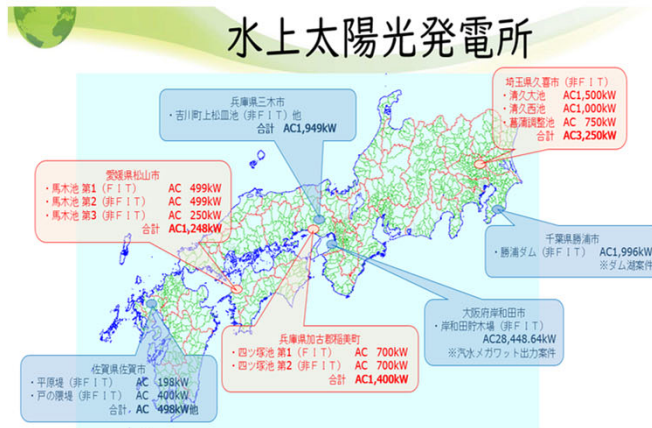 水上太陽光発電所
兵庫県三木市
・吉川町上松皿池（非ＦＩＴ）他
合計 AC1,949kW
埼玉県久喜市（非ＦＩＴ）
・清久大池 AC1,500kW
・清久西池 AC1,000kW
・菖蒲調整池 AC 750kW
合計 AC3,250kW
愛媛県松山市
・馬木池 第1（ＦＩＴ） AC 499kW
・馬木池 第2（非ＦＩＴ） AC 499kW
・馬木池 第3（非ＦＩＴ） AC 250kW
合計 AC1,248kW
千葉県勝浦市
・勝浦ダム（非ＦＩＴ） AC1,996kW
※ダム湖案件
大阪府岸和田市
・岸和田貯木場（非ＦＩＴ）
AC28,448.64kW
※汽水メガワット出力案件
兵庫県加古郡稲美町
・四ツ塚池 第1（ＦＩＴ） AC 700kW
・四ツ塚池 第2（非ＦＩＴ） AC 700kW
合計 AC1,400kW
佐賀県佐賀市
・平原堤（非ＦＩＴ） AC 198kW
・戸の隈堤（非ＦＩＴ） AC 400kW
合計 AC 498kW他